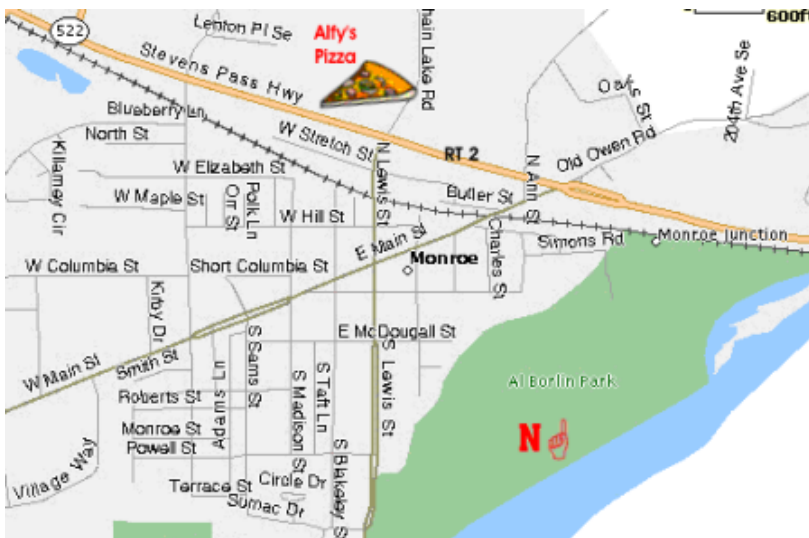 600ft
522
Lenton Pl Se
Alfy's
Pizza
hain Lake Rd
Stevens Pass Hwy
Oaks St
204th Ave Se
Blueberry Ln
North St
W Stretch St
RT 2
Old Owen Rd
Killarney Cir
W Elizabeth St
N Lewis St
N Ann St
W Maple St
Orr St
Polk Ln
W Hill St
Butler St
E Main St
Charles St
Simons Rd
Monroe Junction
W Columbia St
Short Columbia St
Monroe
Kirby Dr
E McDougall St
W Main St
Smith St
S Sams St
S Lewis St
Al Borlin Park
Roberts St
Adams Ln
S Madison St
S Taft Ln
Monroe St
Powell St
N
Village Way
Terrace St
Circle Dr
S Blakeley S
Sumac Dr